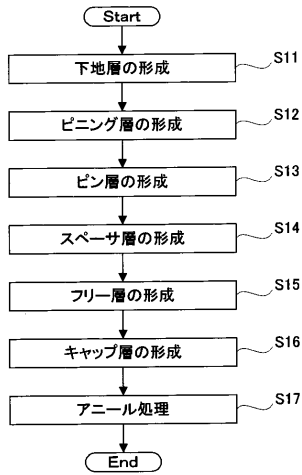 Start
下地層の形成
S11
ピニング層の形成
S12
ピン層の形成
S13
スペーサ層の形成
S14
フリー層の形成
S15
キャップ層の形成
S16
アニール処理
S17
End